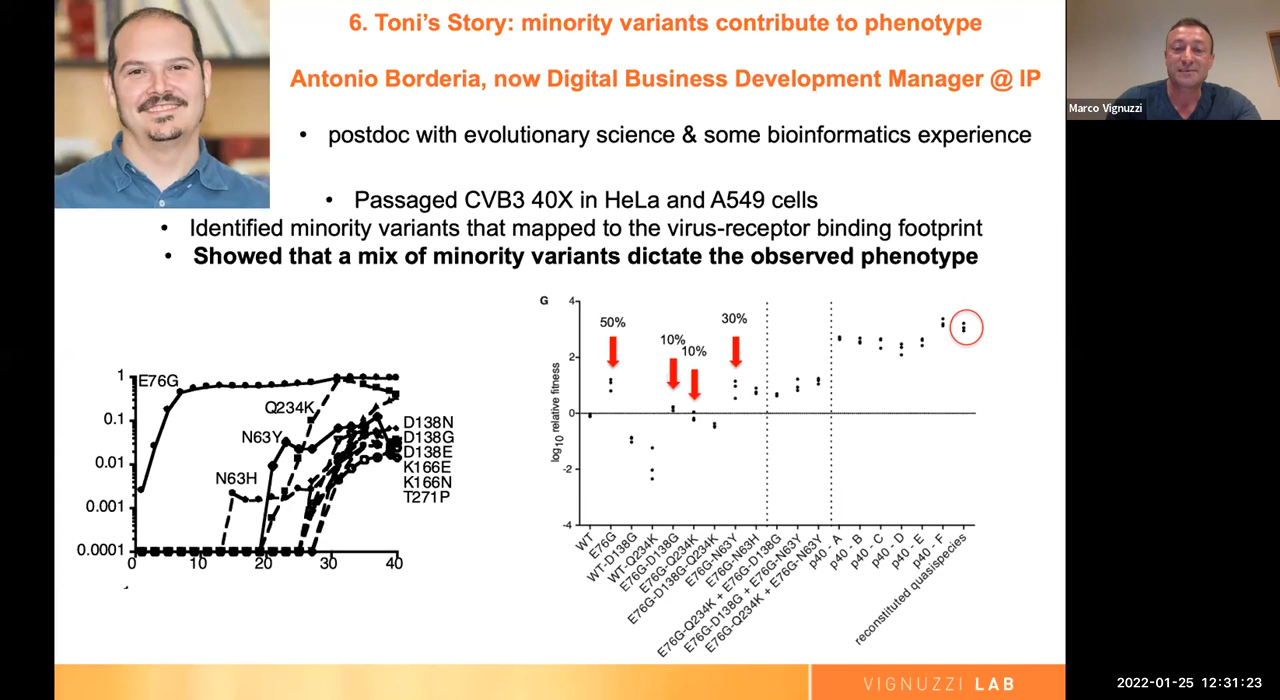 6. Toni's Story: minority variants contribute to phenotype
Antonio Borderia, now Digital Business Development Manager @ IP
• postdoc with evolutionary science & some bioinformatics experience
• Passaged CVB3 40X in HeLa and A549 cells
• Identified minority variants that mapped to the virus-receptor binding footprint
• Showed that a mix of minority variants dictate the observed phenotype
Marco Vignuzzi
1
0.1
0.01
0.001
0.0001
0
10
20
30
40
E76G
Q234K
N63Y
N63H
D138N
D138G
D138E
K166E
K166N
T271P
G
4
2
0
-2
-4
log10 relative fitness
50%
10%
10%
30%
WT
E76G
WT-D138G
WT-Q234K
E76G-D138G
E76G-Q234K
E76G-D138G-Q234K
E76G-N63Y
E76G-N63H
E76G-Q234K + E76G-D138G
E76G-D138G + E76G-N63Y
E76G-Q234K + E76G-N63Y
p40 - A
p40 - B
p40 - C
p40 - D
p40 - E
p40 - F
reconstituted quasispecies
VIGNUZZI LAB
2022-01-25 12:31:23